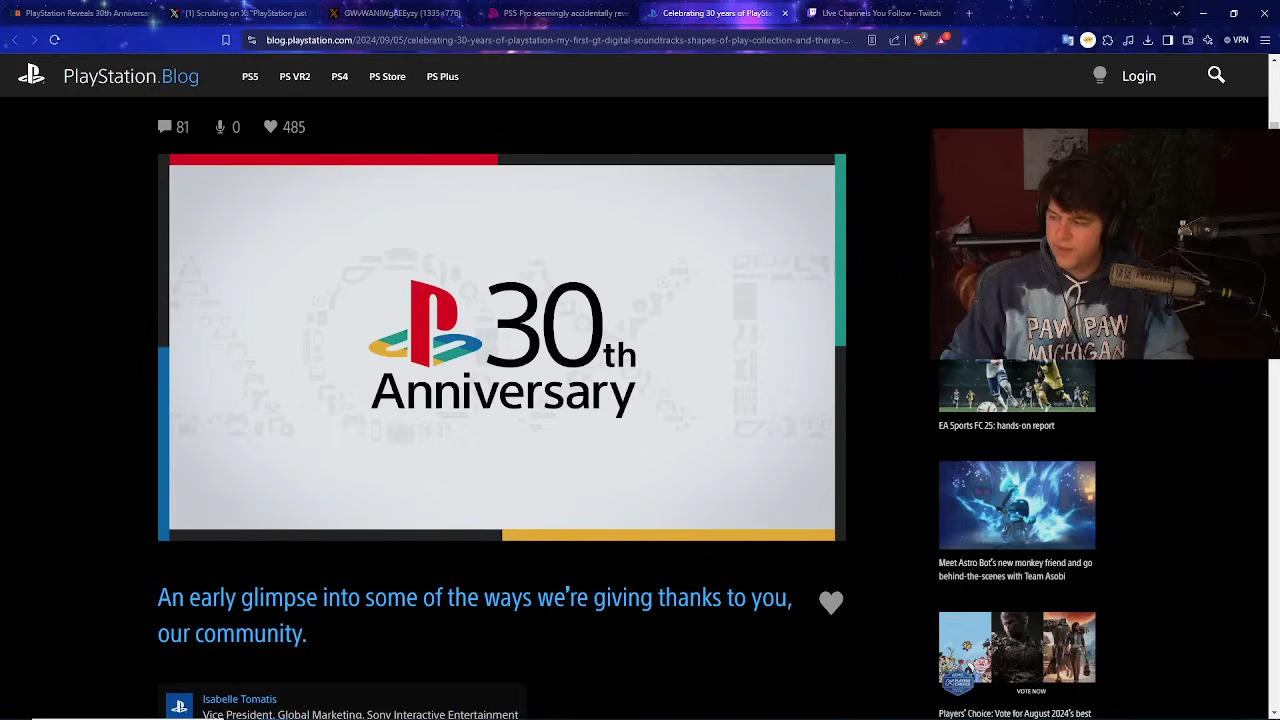 PlayStation Reveals 30th Annivers
(1) Scrubing on X: "PlayStation just
GWvWANIWgAEEyzy (1335×776)
PS5 Pro seemingly accidentally reve
Celebrating 30 years of PlaySt
Live Channels You Follow - Twitch
blog.playstation.com/2024/09/05/celebrating-30-years-of-playstation-my-first-gt-digital-soundtracks-shapes-of-play-collection-and-theres-...
VPN
PlayStation.Blog
PS5
PS VR2
PS4
PS Store
PS Plus
Login
81
0
485
30th
Anniversary
PAW PAW
MICHIGAN
EA Sports FC 25: hands-on report
Meet Astro Bot's new monkey friend and go
behind-the-scenes with Team Asobi
An early glimpse into some of the ways we're giving thanks to you,
our community.
VOTE NOW
Players' Choice: Vote for August 2024's best
Isabelle Tomatis
Vice President, Global Marketing, Sony Interactive Entertainment